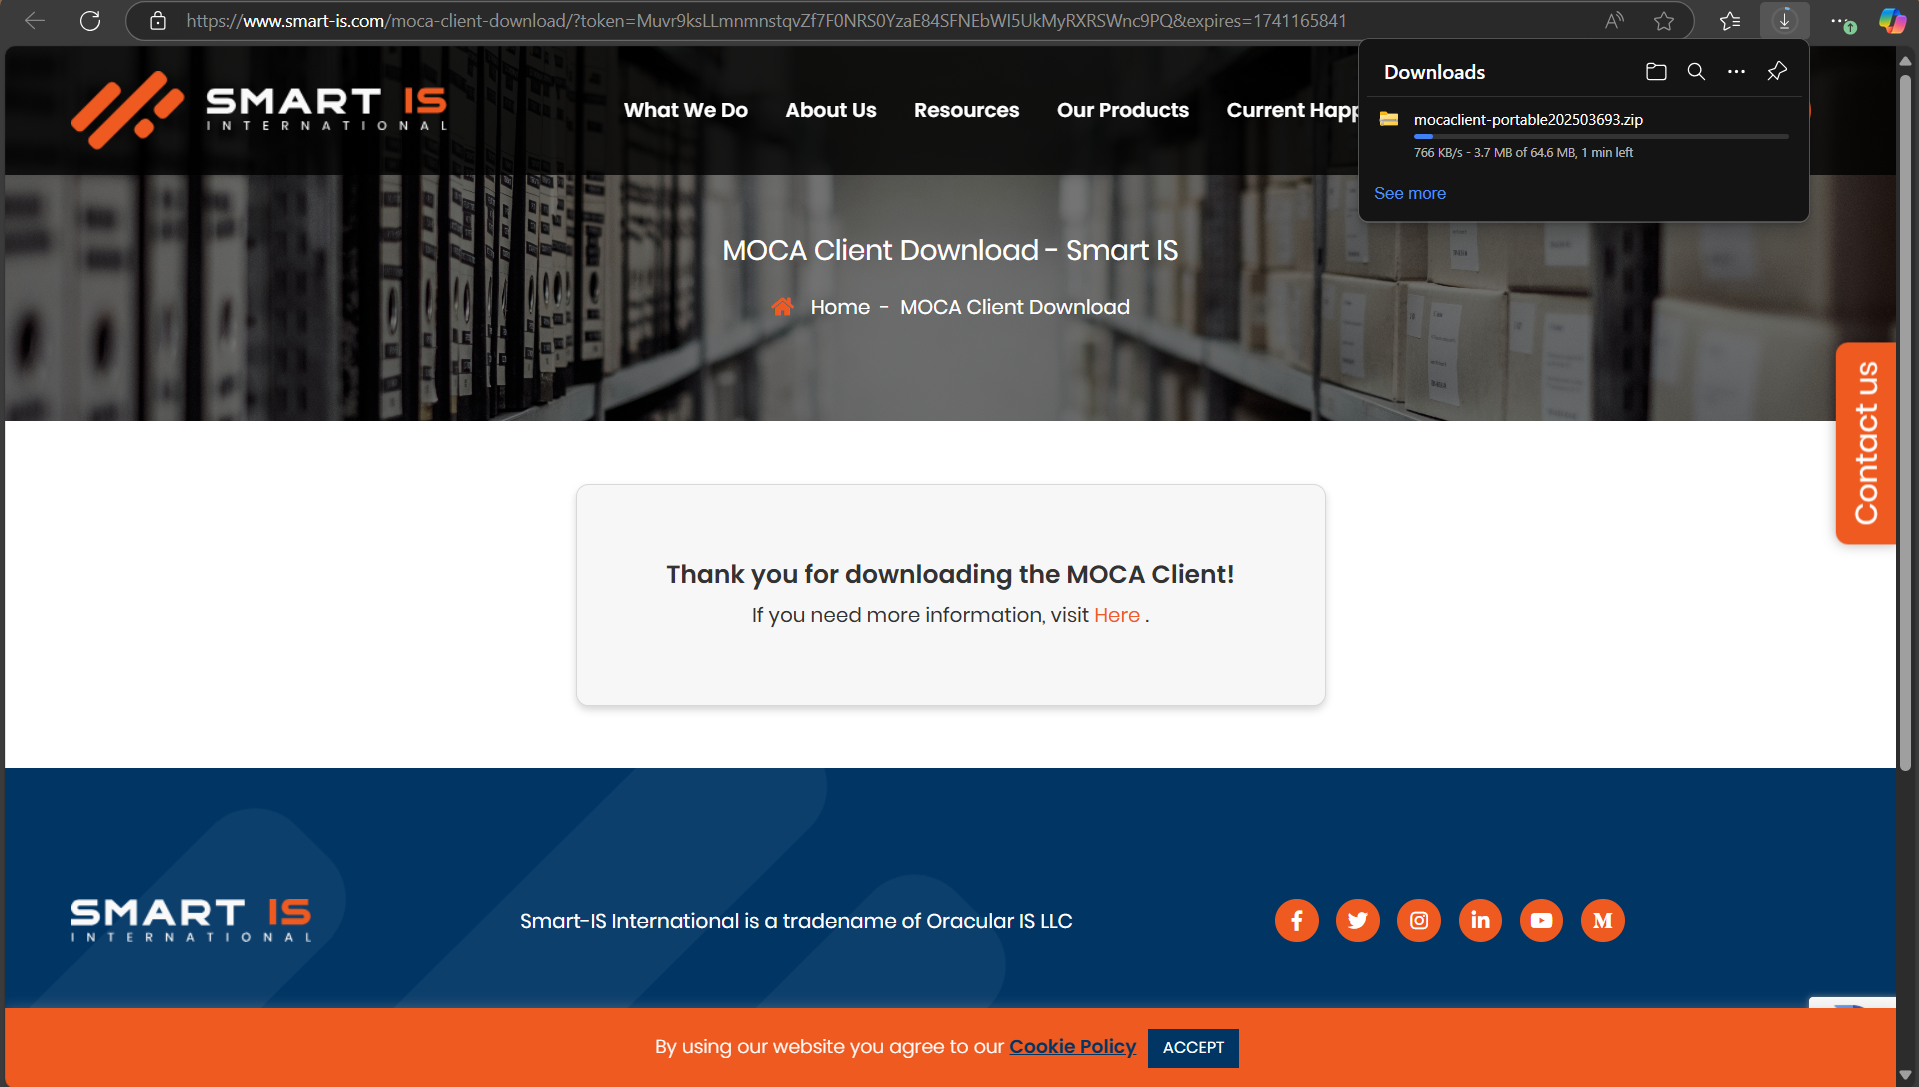 https://www.smart-is.com/moca-client-download/?token=Muvr9ksLLmnmnstqvZf7F0NRS0YzaE84SFNEbWI5UkMyRXRSWnc9PQ&expires=1741165841
SMART IS
INTERNATIONAL
What We Do
About Us
Resources
Our Products
Current Happ
Downloads
mocaclient-portable202503693.zip
766 KB/s - 3.7 MB of 64.6 MB, 1 min left
See more
MOCA Client Download - Smart IS
Home - MOCA Client Download
Contact us
Thank you for downloading the MOCA Client!
If you need more information, visit Here .
SMART IS
INTERNATIONAL
Smart-IS International is a tradename of Oracular IS LLC
By using our website you agree to our Cookie Policy
ACCEPT